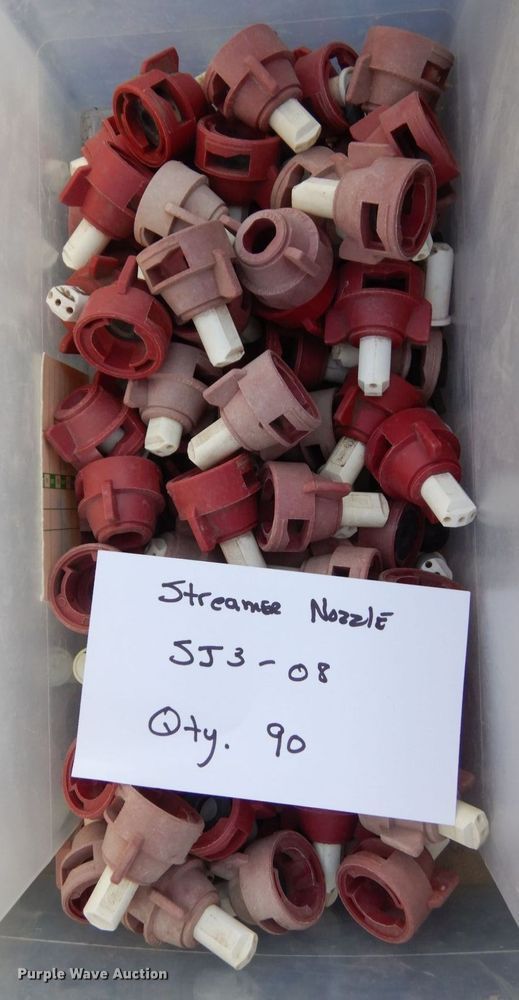 Streamer Nozzle
SJ3-08
Qty. 90
Purple Wave Auction